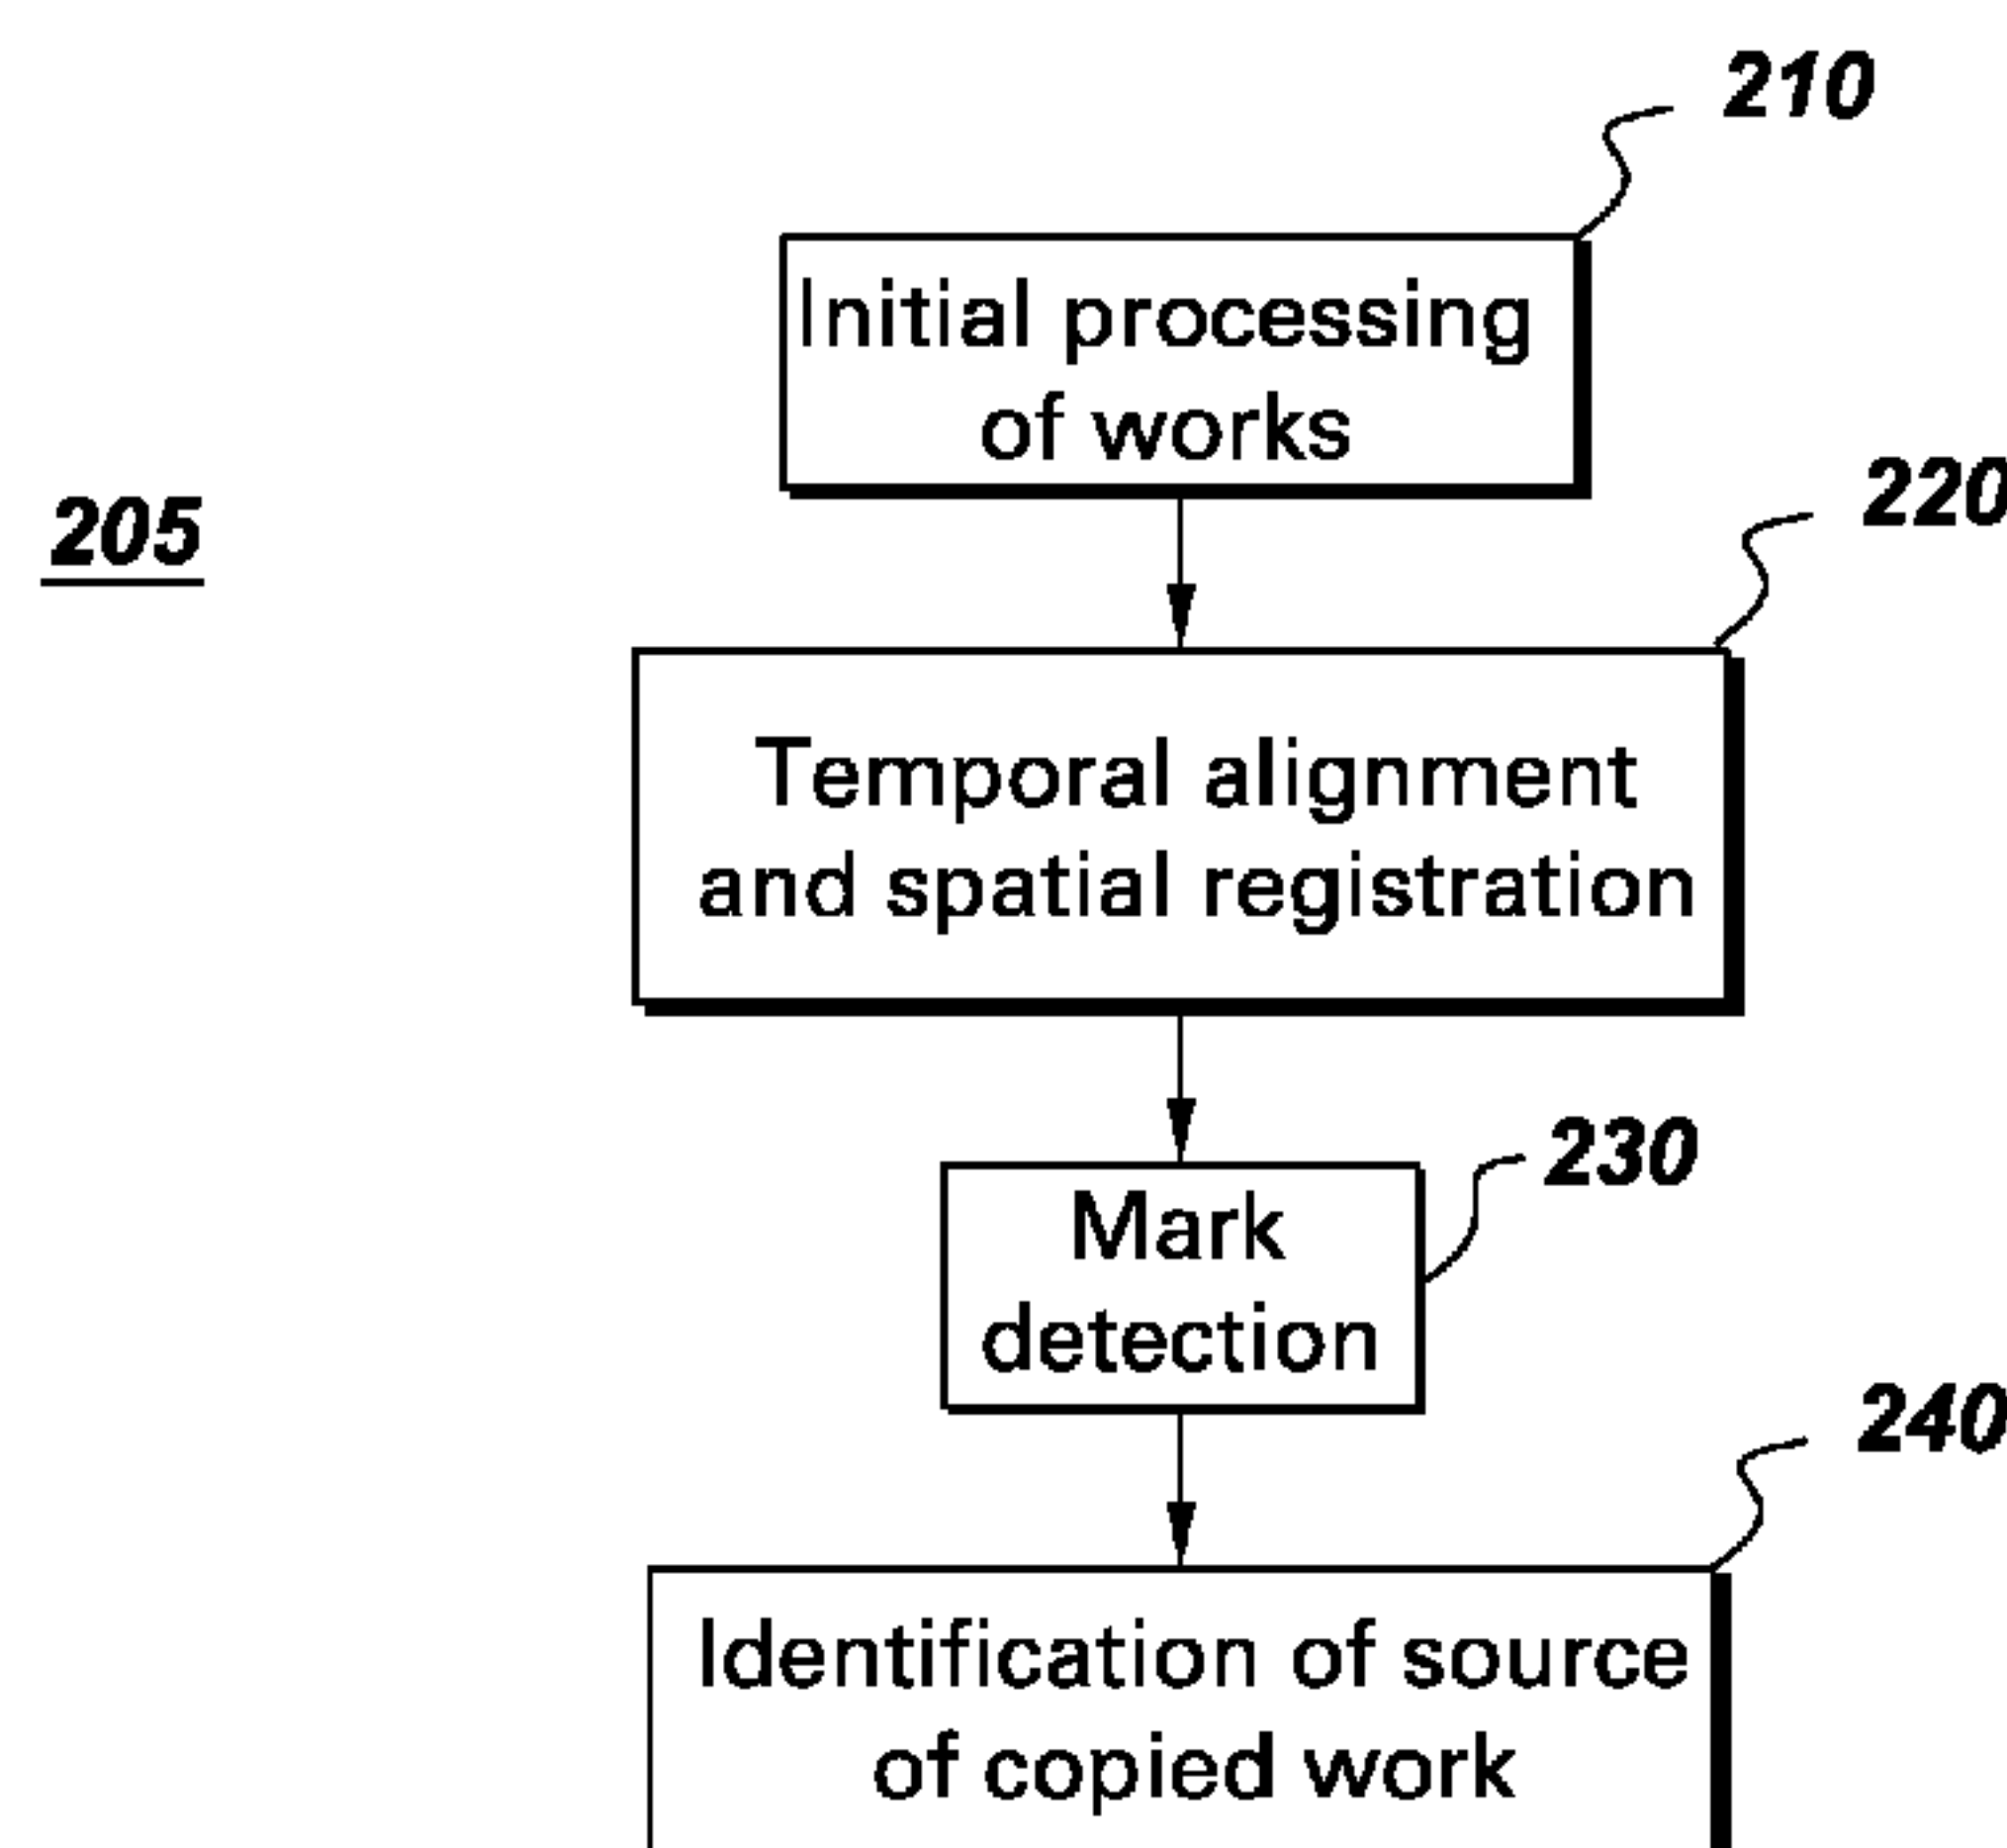 210
Initial processing
of works
205
220
Temporal alignment
and spatial registration
230
Mark
detection
240
Identification of source
of copied work